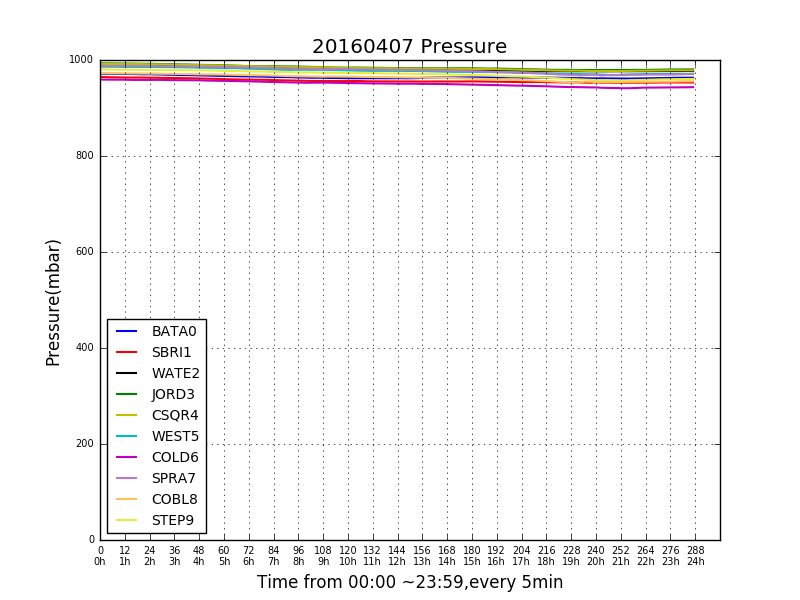 20160407 Pressure
1000
800
600
400
200
0
Pressure(mbar)
BATA0
SBRI1
WATE2
JORD3
CSQR4
WEST5
COLD6
SPRA7
COBL8
STEP9
0 12 24 36 48 60 72 84 96 108 120 132 144 156 168 180 192 204 216 228 240 252 264 276 288
0h 1h 2h 3h 4h 5h 6h 7h 8h 9h 10h 11h 12h 13h 14h 15h 16h 17h 18h 19h 20h 21h 22h 23h 24h
Time from 00:00 ~23:59,every 5min